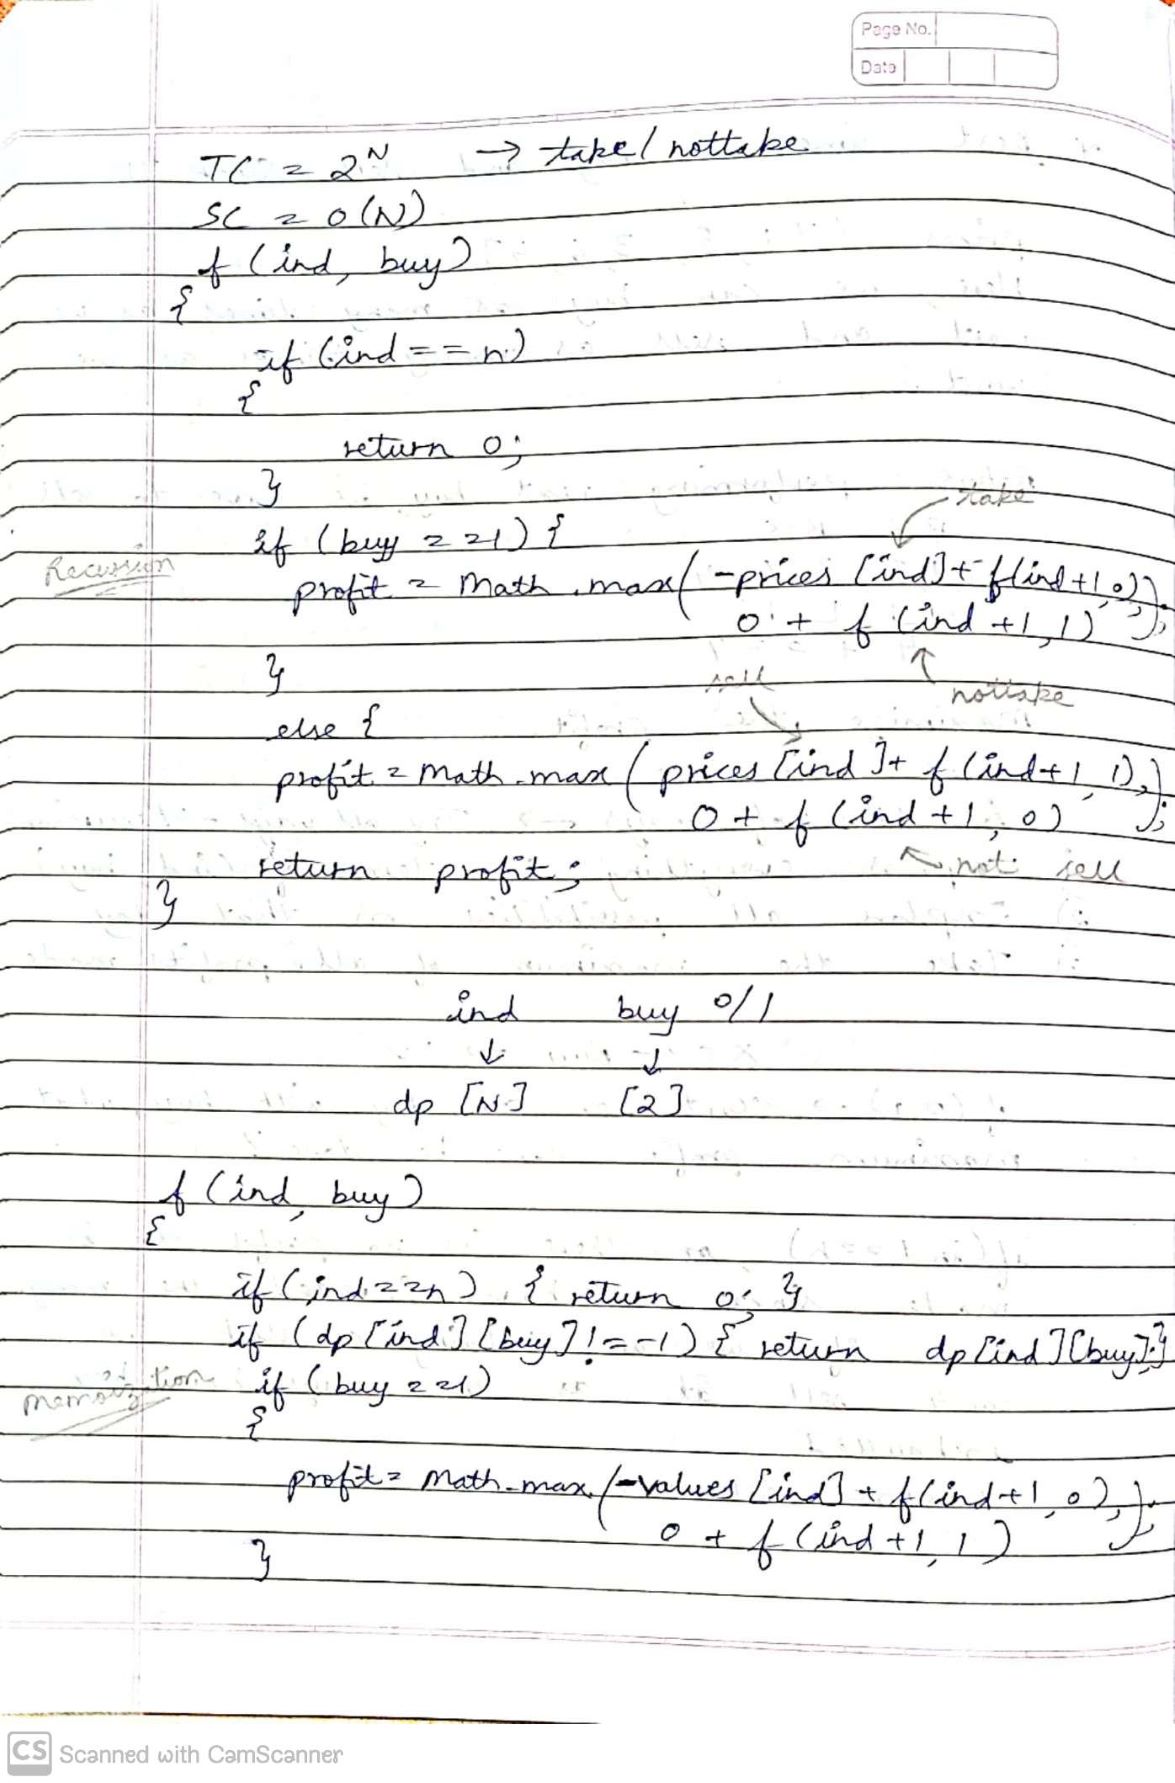 Page No.
Date
TC = 2^N → take / nottake
SC = O(N)
f (ind, buy)
{
if (ind == n)
{
return 0;
}
take
if (buy == 1) {
Recursion
profit = Math.max( -prices [ind] + f(ind+1, 0),
0 + f (ind +1, 1) );
}
sell
nottake
else {
profit = Math.max ( prices [ind] + f (ind+1, 1),
0 + f (ind +1, 0) );
return profit;
not sell
}
ind buy 0/1
↓ ↓
dp [N] [2]
f (ind, buy)
{
if (ind==n) { return 0; }
if (dp [ind] [buy] != -1) { return dp [ind] [buy]; }
memoization
if (buy ==1)
{
profit = Math.max (-values [ind] + f(ind+1, 0),
0 + f (ind +1, 1) );
}
CS Scanned with CamScanner